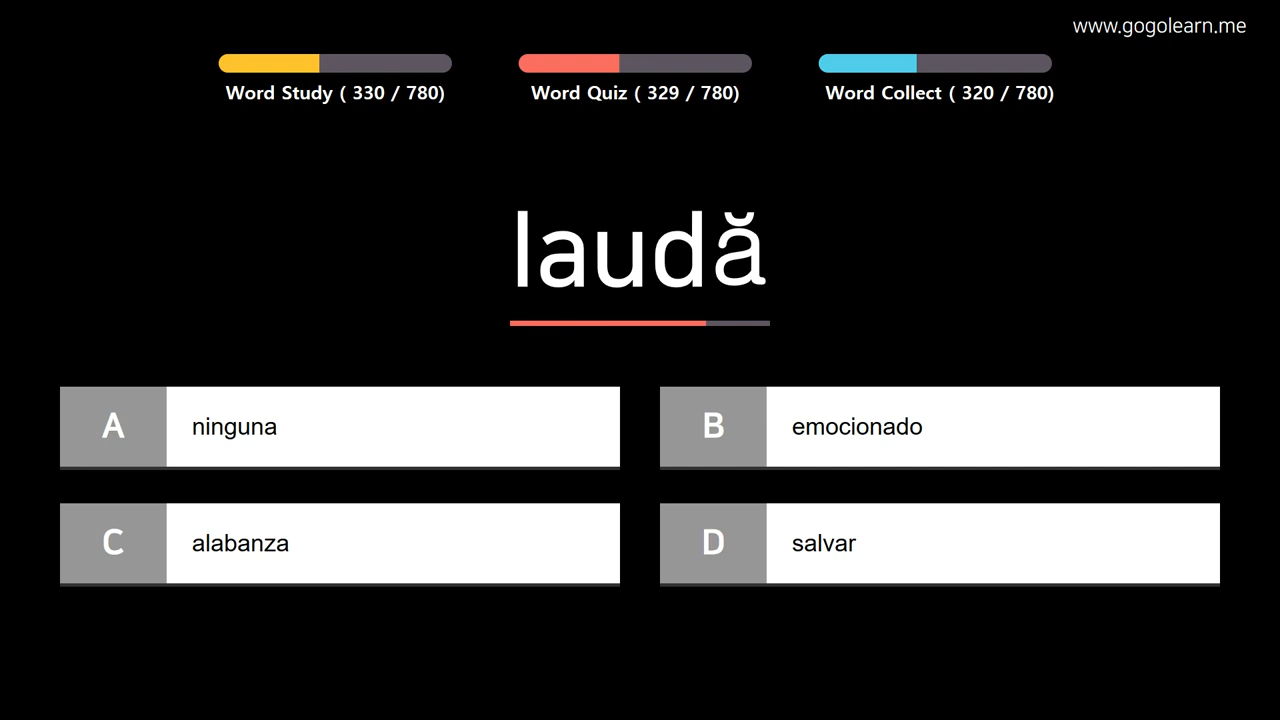 www.gogolearn.me
Word Study ( 330 / 780)
Word Quiz ( 329 / 780)
Word Collect ( 320 / 780)
laudă
A ninguna
B emocionado
C alabanza
D salvar